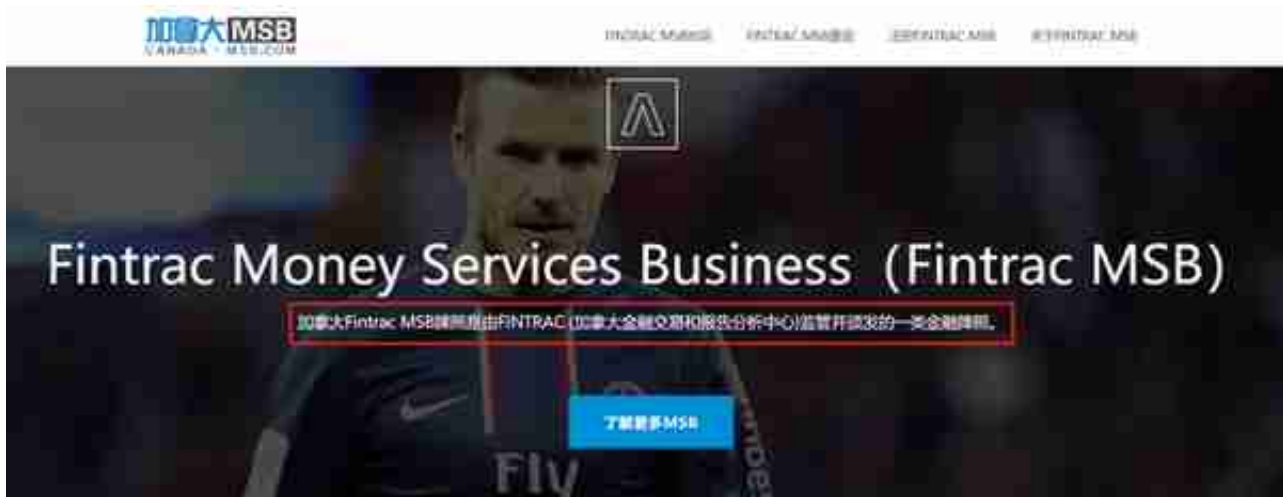 加拿大MSB
CANADA - MSB.COM
Fintrac Money Services Business（Fintrac MSB）
加拿大Fintrac MSB牌照是由FINTRAC (加拿大金融交易和报告分析中心)监管并颁发的一类金融牌照。
了解更多MSB
Fly